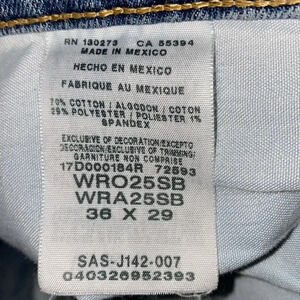 RN 130273 CA 55394
MADE IN MEXICO
HECHO EN MEXICO
FABRIQUE AU MEXIQUE
70% COTTON / ALGODON / COTON
29% POLYESTER / POLIESTER 1%
SPANDEX
EXCLUSIVE OF DECORATION/EXCEPTO
DECORACION/EXCLUSIVE OF TRIMMING/
GARNITURE NON COMPRISE
17D000184R 72593
WRO25SB
WRA25SB
36 X 29
SAS-J142-007
040326952393